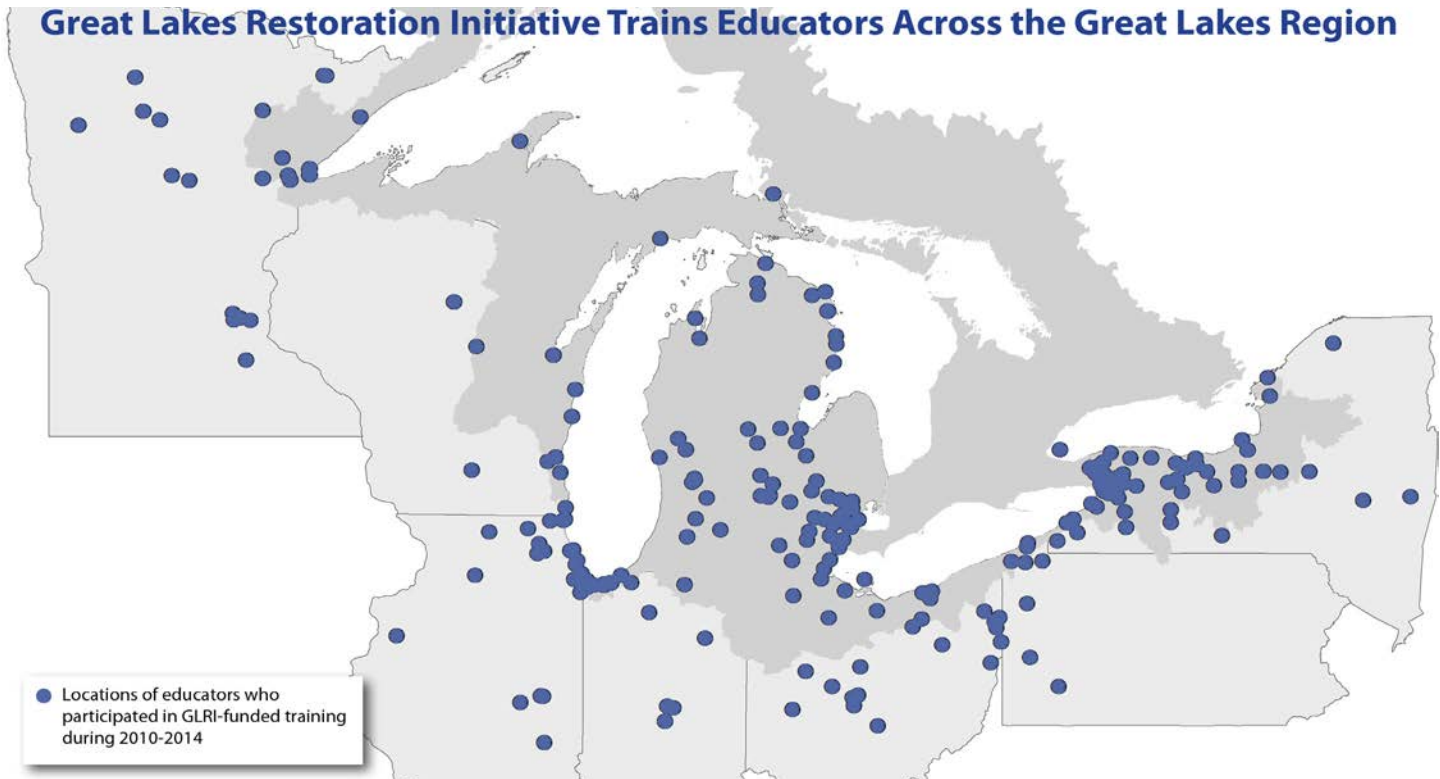 Great Lakes Restoration Initiative Trains Educators Across the Great Lakes Region
Locations of educators who
participated in GLRI-funded training
during 2010-2014